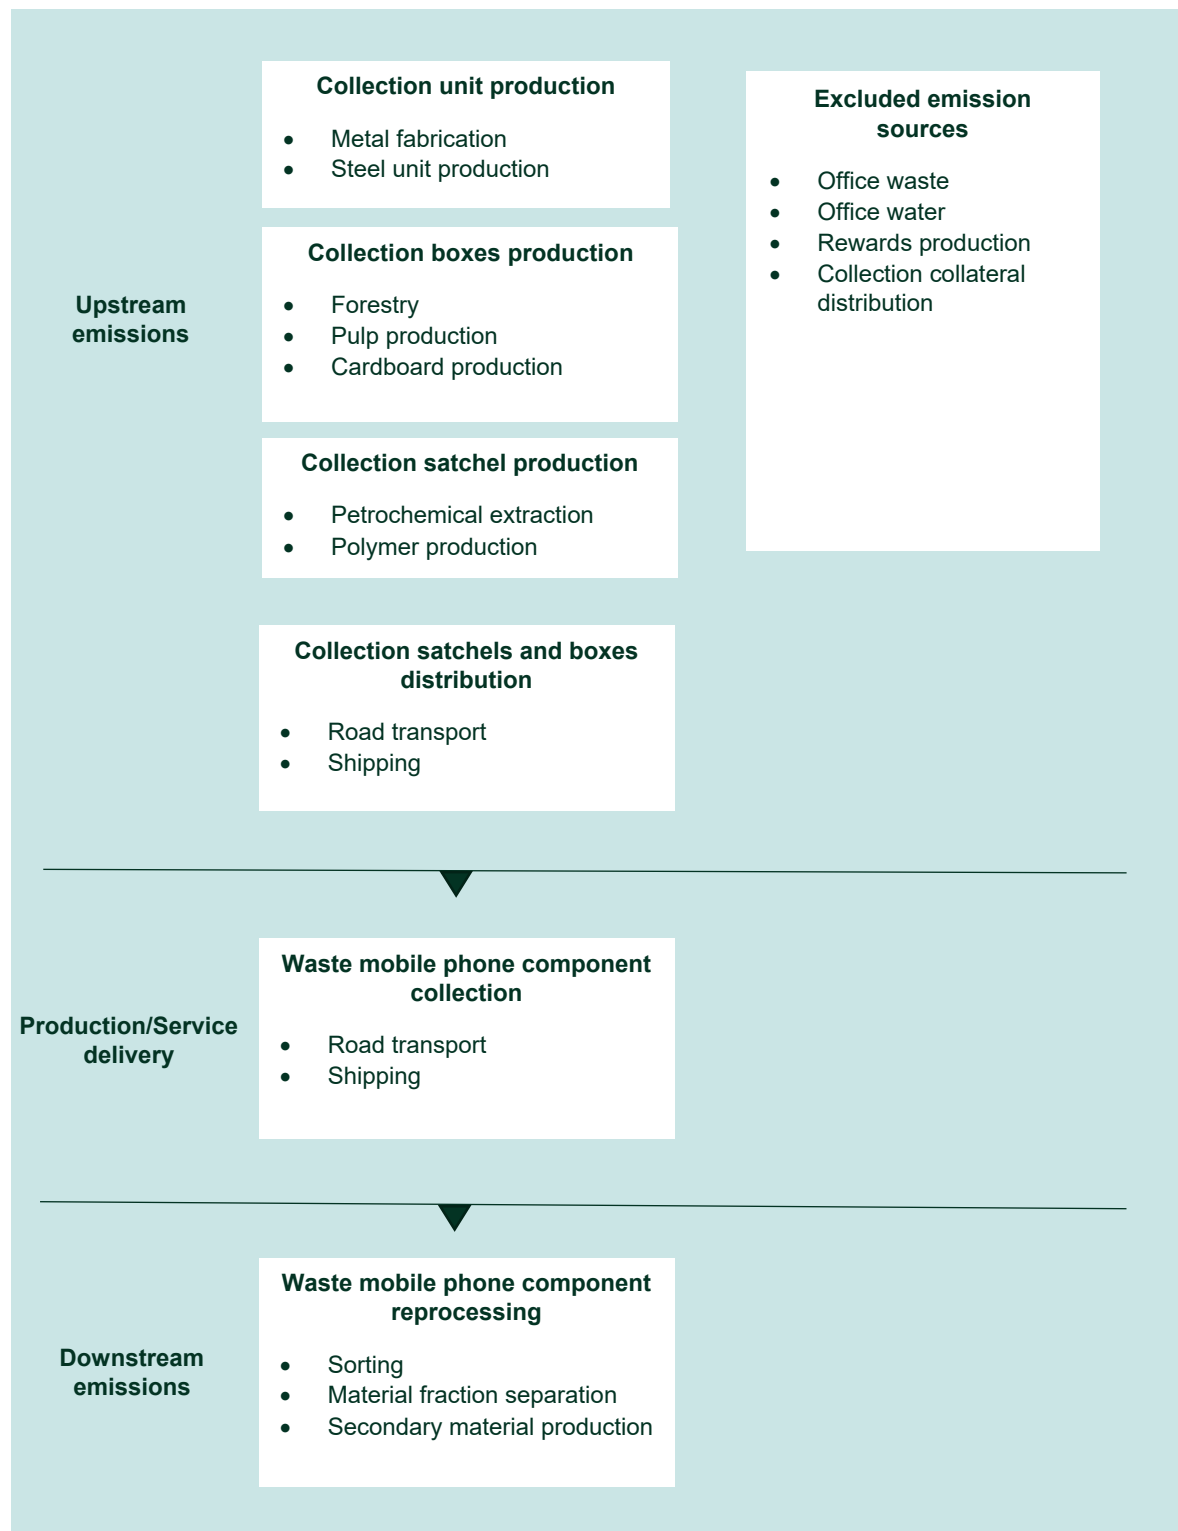 Upstream
emissions
Collection unit production
• Metal fabrication
• Steel unit production
Collection boxes production
• Forestry
• Pulp production
• Cardboard production
Collection satchel production
• Petrochemical extraction
• Polymer production
Collection satchels and boxes
distribution
• Road transport
• Shipping
Excluded emission
sources
• Office waste
• Office water
• Rewards production
• Collection collateral
distribution
Production/Service
delivery
Waste mobile phone component
collection
• Road transport
• Shipping
Downstream
emissions
Waste mobile phone component
reprocessing
• Sorting
• Material fraction separation
• Secondary material production